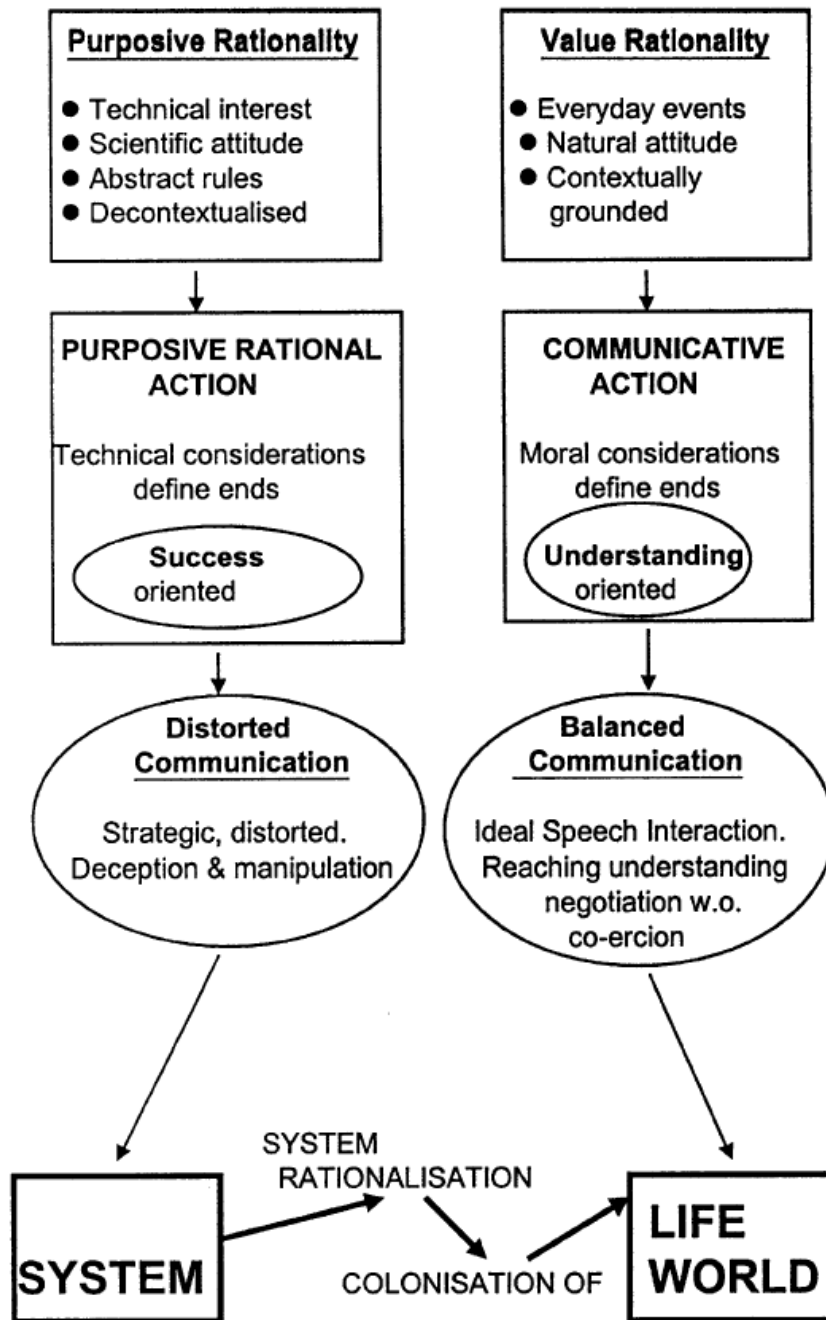 Purposive Rationality
● Technical interest
● Scientific attitude
● Abstract rules
● Decontextualised
Value Rationality
● Everyday events
● Natural attitude
● Contextually
grounded
PURPOSIVE RATIONAL
ACTION
Technical considerations
define ends
Success
oriented
COMMUNICATIVE
ACTION
Moral considerations
define ends
Understanding
oriented
Distorted
Communication
Strategic, distorted.
Deception & manipulation
Balanced
Communication
Ideal Speech Interaction.
Reaching understanding
negotiation w.o.
co-ercion
SYSTEM
SYSTEM
RATIONALISATION
COLONISATION OF
LIFE
WORLD